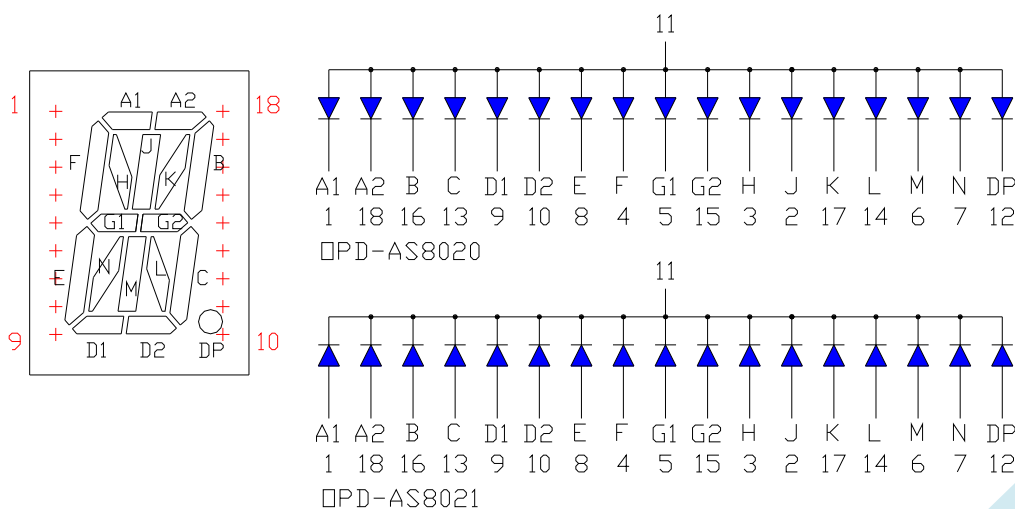 1 18
A1 A2
F J B
H K
G1 G2
E N L C
M
9 10
D1 D2 DP
11
A1 A2 B C D1 D2 E F G1 G2 H J K L M N DP
1 18 16 13 9 10 8 4 5 15 3 2 17 14 6 7 12
OPD-AS8020
11
A1 A2 B C D1 D2 E F G1 G2 H J K L M N DP
1 18 16 13 9 10 8 4 5 15 3 2 17 14 6 7 12
OPD-AS8021